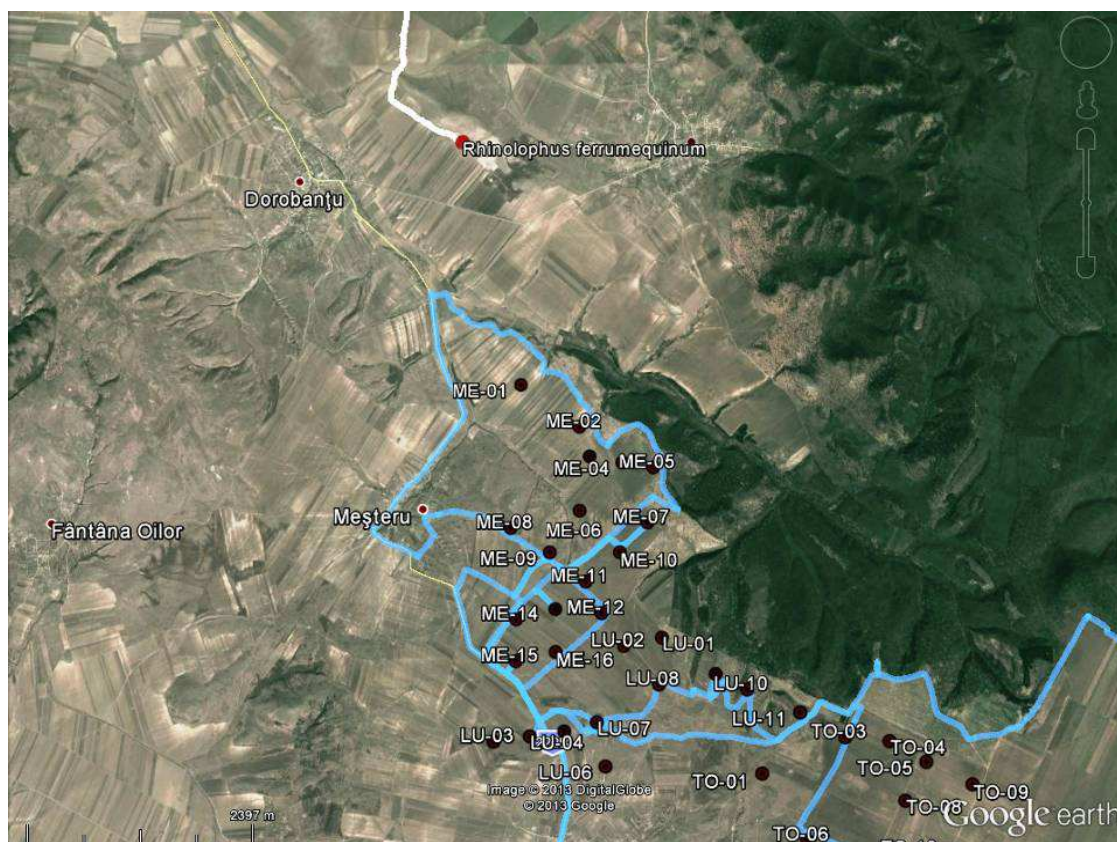 Rhinolophus ferrumequinum
Dorobanţu
ME-01
ME-02
ME-04
ME-05
Meşteru
Fântâna Oilor
ME-08
ME-06
ME-07
ME-09
ME-10
ME-11
ME-14
ME-12
LU-02
LU-01
ME-15
ME-16
LU-08
LU-10
LU-11
LU-03
LU-04
LU-07
TO-03
TO-04
TO-05
LU-06
TO-01
TO-09
TO-08
Image © 2013 DigitalGlobe
© 2013 Google
2397 m
Google earth
TO-06